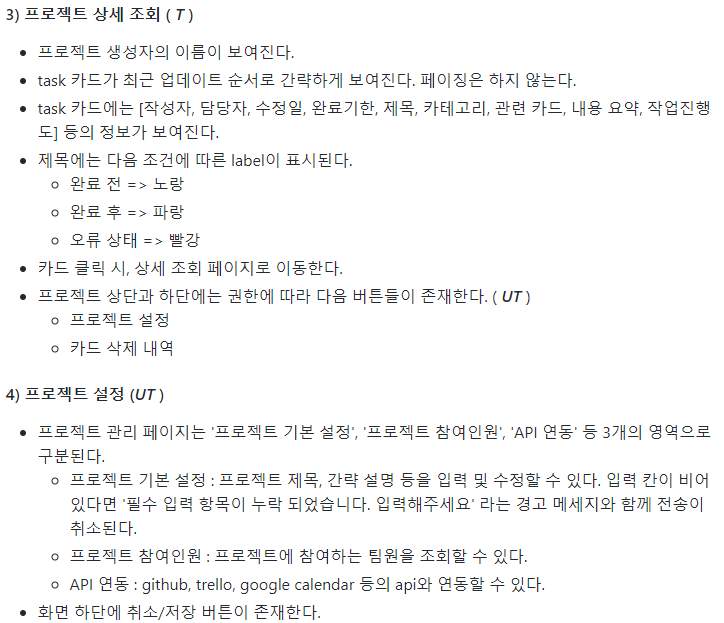 3) 프로젝트 상세 조회 ( T )
프로젝트 생성자의 이름이 보여진다.
task 카드가 최근 업데이트 순서로 간략하게 보여진다. 페이징은 하지 않는다.
task 카드에는 [작성자, 담당자, 수정일, 완료기한, 제목, 카테고리, 관련 카드, 내용 요약, 작업진행
도] 등의 정보가 보여진다.
제목에는 다음 조건에 따른 label이 표시된다.
완료 전 => 노랑
완료 후 => 파랑
오류 상태 => 빨강
카드 클릭 시, 상세 조회 페이지로 이동한다.
프로젝트 상단과 하단에는 권한에 따라 다음 버튼들이 존재한다. ( UT )
프로젝트 설정
카드 삭제 내역
4) 프로젝트 설정 (UT )
프로젝트 관리 페이지는 '프로젝트 기본 설정', '프로젝트 참여인원', 'API 연동' 등 3개의 영역으로
구분된다.
프로젝트 기본 설정 : 프로젝트 제목, 간략 설명 등을 입력 및 수정할 수 있다. 입력 칸이 비어
있다면 '필수 입력 항목이 누락 되었습니다. 입력해주세요' 라는 경고 메세지와 함께 전송이
취소된다.
프로젝트 참여인원 : 프로젝트에 참여하는 팀원을 조회할 수 있다.
API 연동 : github, trello, google calendar 등의 api와 연동할 수 있다.
화면 하단에 취소/저장 버튼이 존재한다.